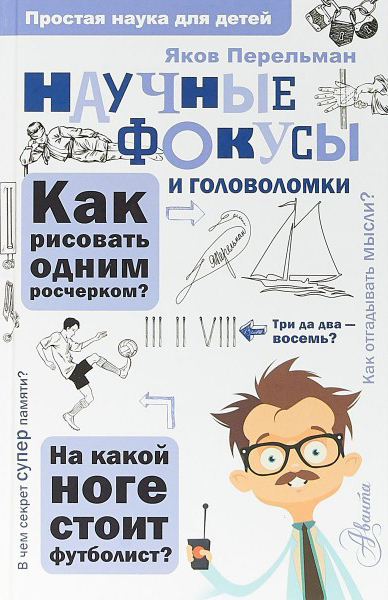 Простая наука для детей
Яков Перельман
НАУЧНЫЕ
ФОКУСЫ
И ГОЛОВОЛОМКИ
Как
рисовать
одним
росчерком?
Перельман
III II VIII
Три да два —
восемь?
Как отгадывать мысли?
В чем секрет супер памяти?
На какой
ноге
стоит
футболист?
Аванта